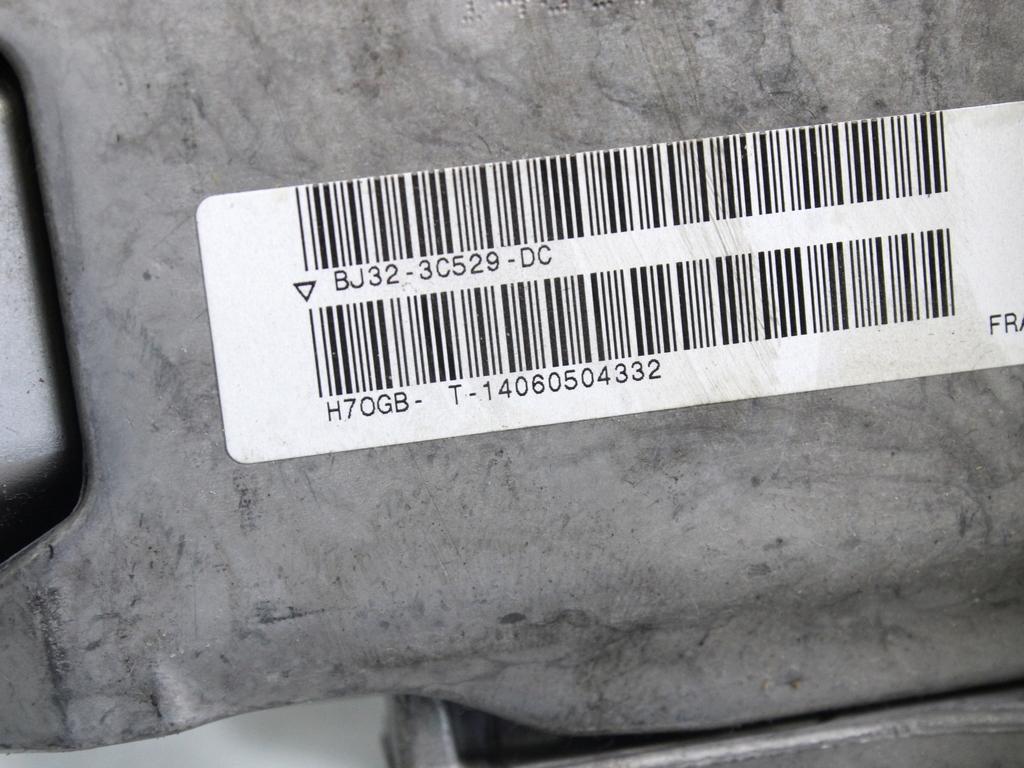 ▽ BJ32-3C529-DC
H7OGB- T-14060504332
FRA